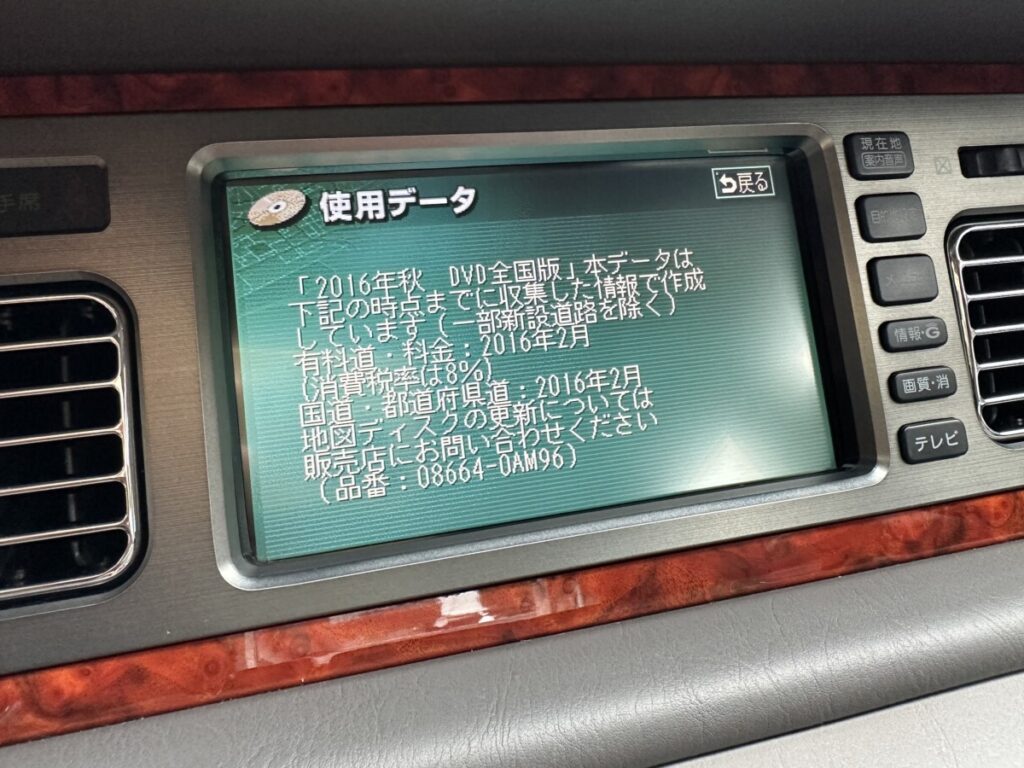 使用データ
戻る
「2016年秋　DVD全国版」本データは
下記の時点までに収集した情報で作成
しています(一部新設道路を除く)
有料道・料金：2016年2月
(消費税率は8%)
国道・都道府県道：2016年2月
地図ディスクの更新については
販売店にお問い合わせください
(品番：08664-0AM96)
手席
現在地
案内音声
情報・G
画質・消
テレビ